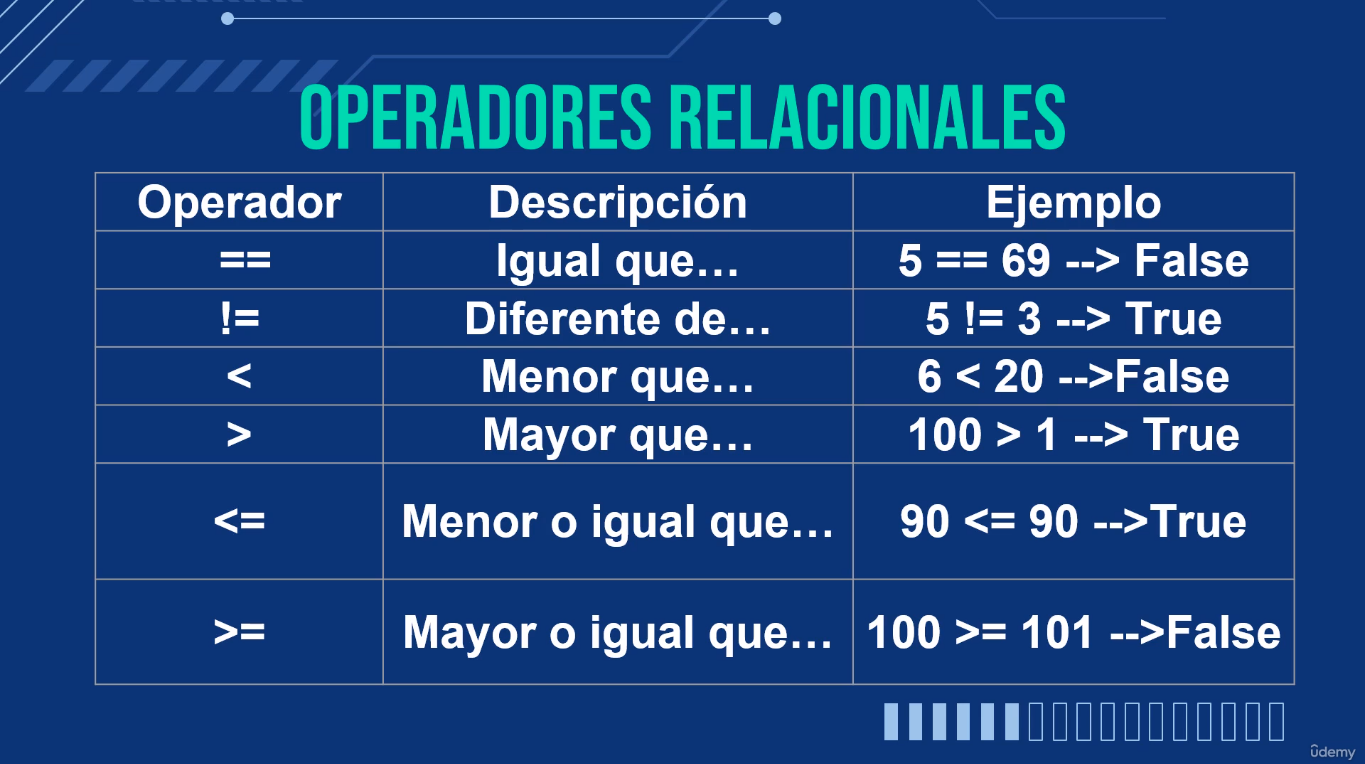 OPERADORES RELACIONALES
Operador Descripción Ejemplo
== Igual que... 5 == 69 --> False
!= Diferente de... 5 != 3 --> True
< Menor que... 6 < 20 -->False
> Mayor que... 100 > 1 --> True
<= Menor o igual que... 90 <= 90 -->True
>= Mayor o igual que... 100 >= 101 -->False
ûdemy